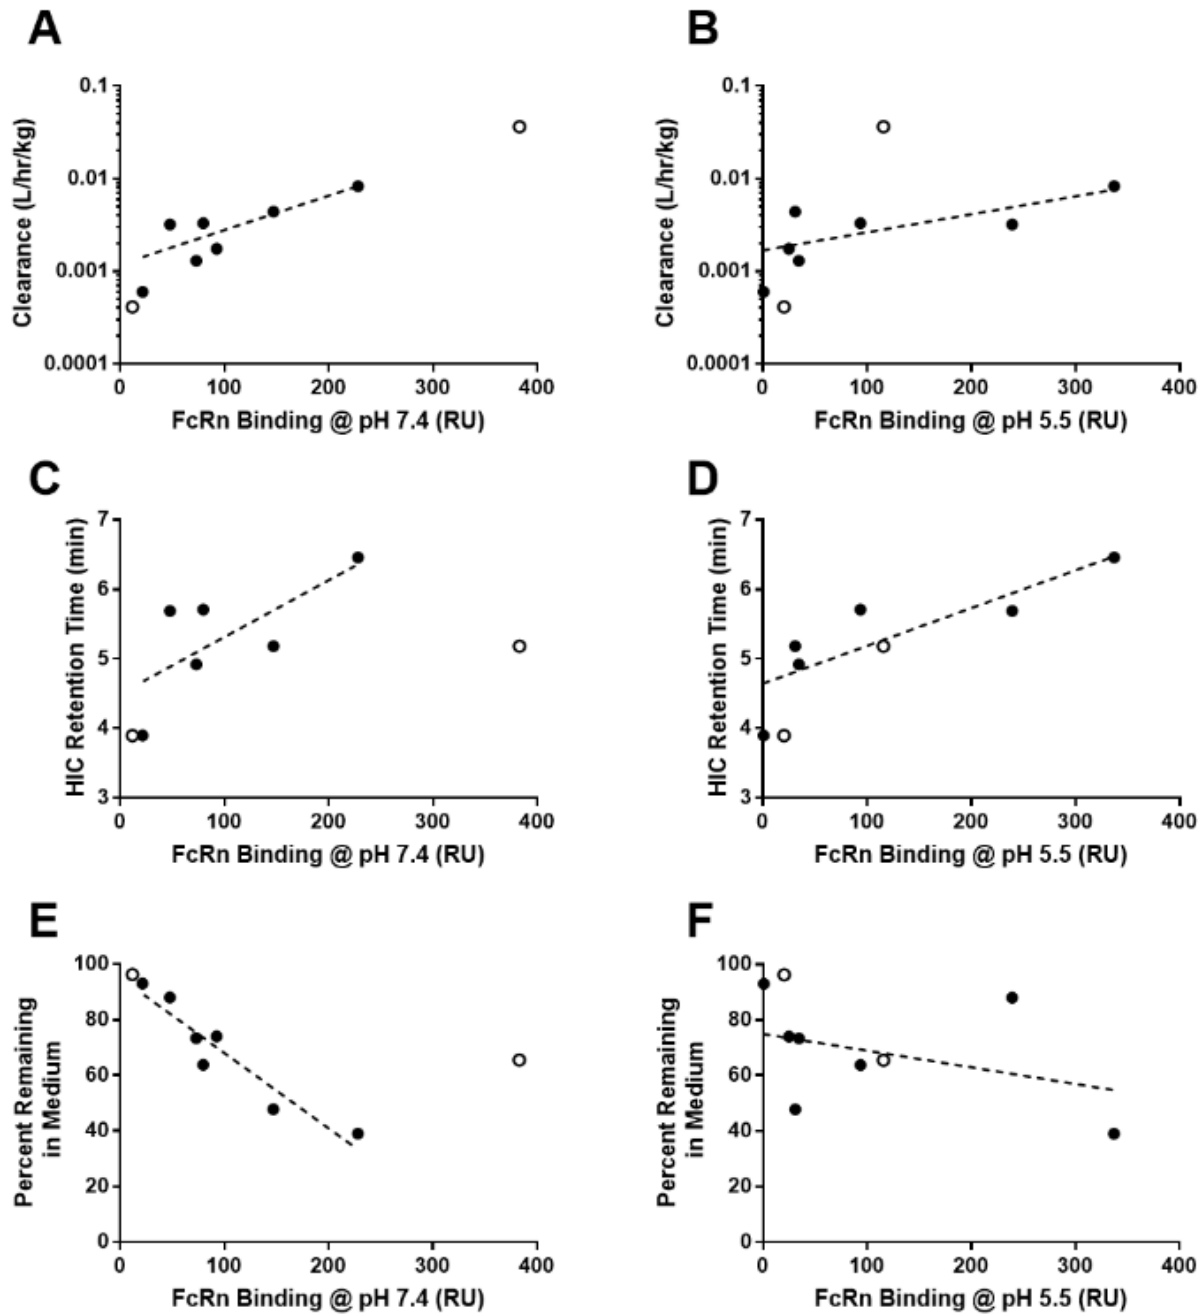 A
Clearance (L/hr/kg)
0.1
0.01
0.001
0.0001
0 100 200 300 400
FcRn Binding @ pH 7.4 (RU)
B
Clearance (L/hr/kg)
0.1
0.01
0.001
0.0001
0 100 200 300 400
FcRn Binding @ pH 5.5 (RU)
C
HIC Retention Time (min)
7
6
5
4
3
0 100 200 300 400
FcRn Binding @ pH 7.4 (RU)
D
HIC Retention Time (min)
7
6
5
4
3
0 100 200 300 400
FcRn Binding @ pH 5.5 (RU)
E
Percent Remaining
in Medium
100
80
60
40
20
0
0 100 200 300 400
FcRn Binding @ pH 7.4 (RU)
F
Percent Remaining
in Medium
100
80
60
40
20
0
0 100 200 300 400
FcRn Binding @ pH 5.5 (RU)